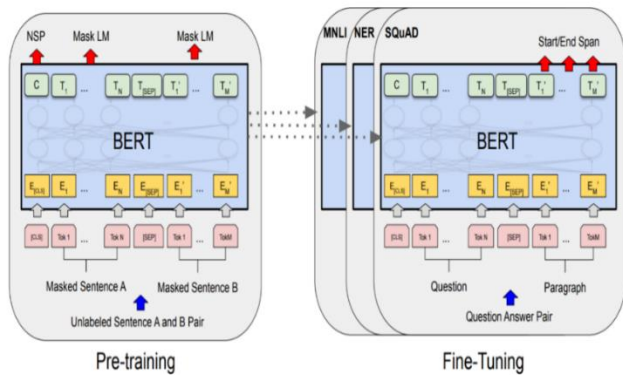 NSP Mask LM Mask LM
C T1 ... TN T[SEP] T1' ... TM'
BERT
E[CLS] E1 ... EN E[SEP] E1' ... EM'
[CLS] Tok 1 ... Tok N [SEP] Tok 1 ... TokM
Masked Sentence A Masked Sentence B
Unlabeled Sentence A and B Pair
Pre-training
MNLI NER SQuAD
Start/End Span
C T1 ... TN T[SEP] T1' ... TM'
BERT
E[CLS] E1 ... EN E[SEP] E1' ... EM'
[CLS] Tok 1 ... Tok N [SEP] Tok 1 ... TokM
Question Paragraph
Question Answer Pair
Fine-Tuning